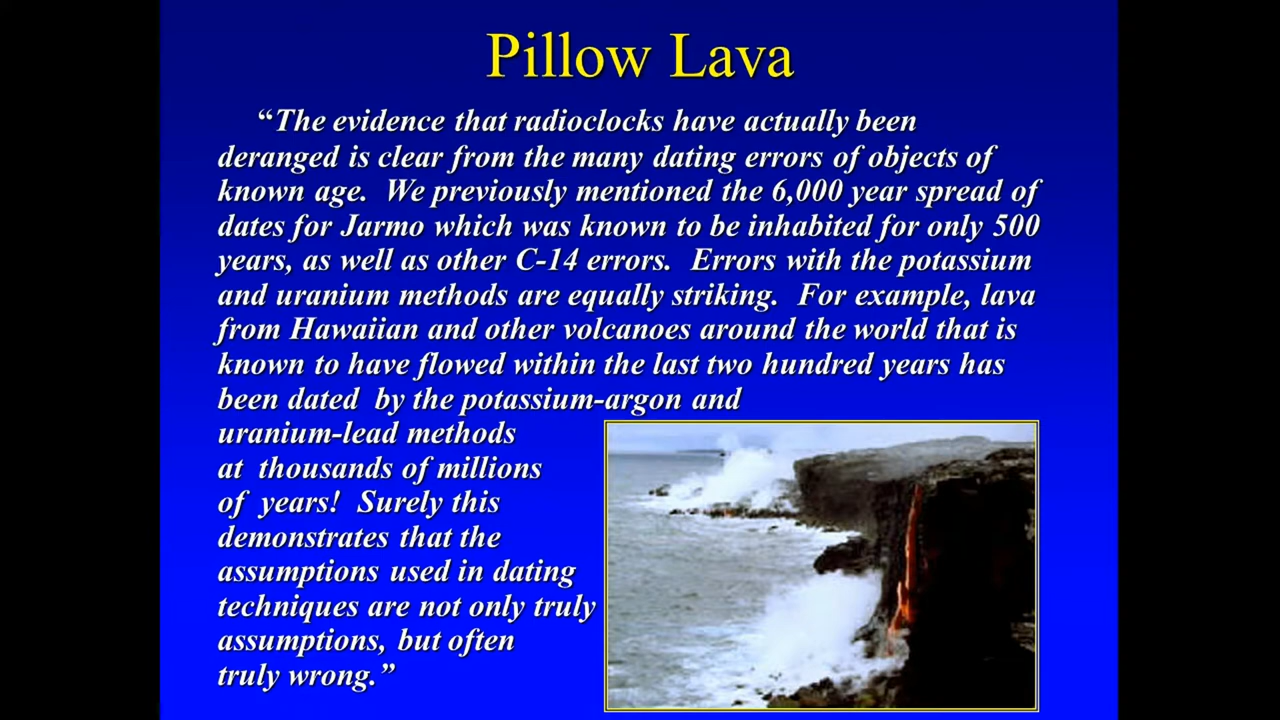 Pillow Lava
“The evidence that radioclocks have actually been
deranged is clear from the many dating errors of objects of
known age. We previously mentioned the 6,000 year spread of
dates for Jarmo which was known to be inhabited for only 500
years, as well as other C-14 errors. Errors with the potassium
and uranium methods are equally striking. For example, lava
from Hawaiian and other volcanoes around the world that is
known to have flowed within the last two hundred years has
been dated by the potassium-argon and
uranium-lead methods
at thousands of millions
of years! Surely this
demonstrates that the
assumptions used in dating
techniques are not only truly
assumptions, but often
truly wrong.”